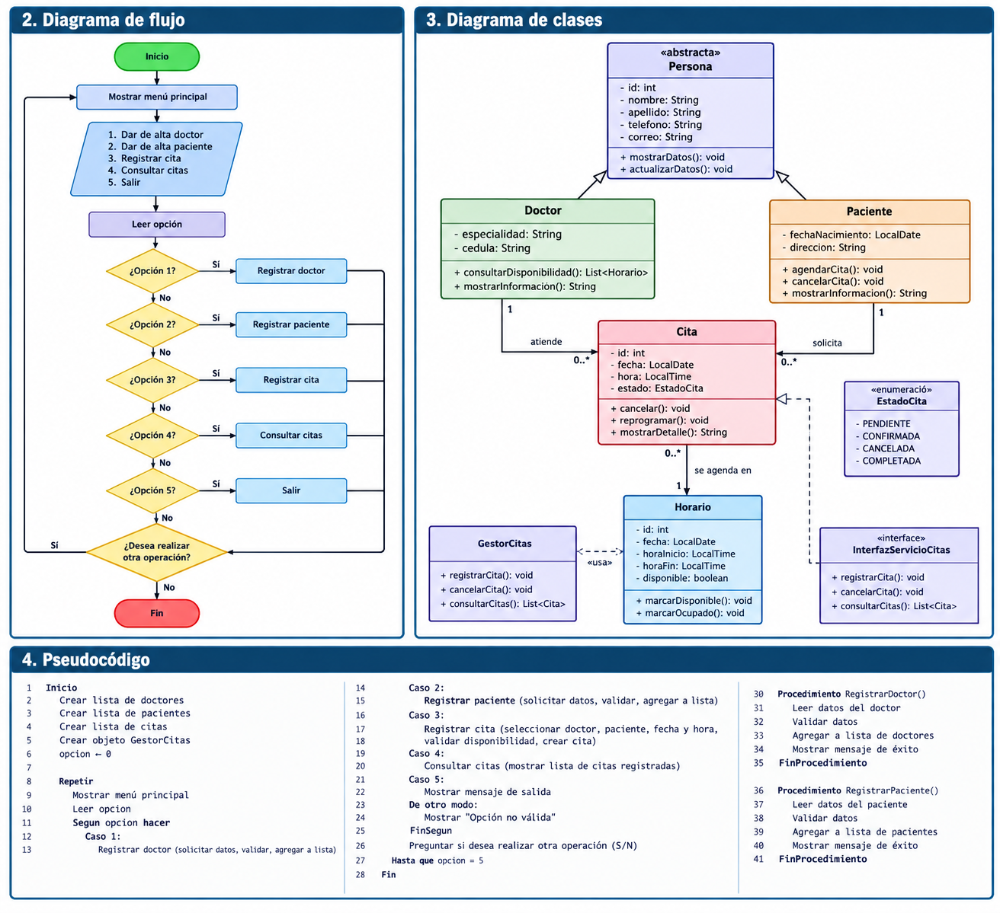 2. Diagrama de flujo
Inicio
Mostrar menú principal
1. Dar de alta doctor
2. Dar de alta paciente
3. Registrar cita
4. Consultar citas
5. Salir
Leer opción
¿Opción 1?
Sí
Registrar doctor
No
¿Opción 2?
Sí
Registrar paciente
No
¿Opción 3?
Sí
Registrar cita
No
¿Opción 4?
Sí
Consultar citas
No
¿Opción 5?
Sí
Salir
No
¿Desea realizar
otra operación?
Sí
No
Fin
3. Diagrama de clases
«abstracta»
Persona
- id: int
- nombre: String
- apellido: String
- telefono: String
- correo: String
+ mostrarDatos(): void
+ actualizarDatos(): void
Doctor
- especialidad: String
- cedula: String
+ consultarDisponibilidad(): List<Horario>
+ mostrarInformación(): String
Paciente
- fechaNacimiento: LocalDate
- direccion: String
+ agendarCita(): void
+ cancelarCita(): void
+ mostrarInformacion(): String
1
atiende
0..*
1
solicita
0..*
Cita
- id: int
- fecha: LocalDate
- hora: LocalTime
- estado: EstadoCita
+ cancelar(): void
+ reprogramar(): void
+ mostrarDetalle(): String
«enumeració»
EstadoCita
- PENDIENTE
- CONFIRMADA
- CANCELADA
- COMPLETADA
0..*
se agenda en
1
Horario
- id: int
- fecha: LocalDate
- horaInicio: LocalTime
- horaFin: LocalTime
- disponible: boolean
+ marcarDisponible(): void
+ marcarOcupado(): void
GestorCitas
+ registrarCita(): void
+ cancelarCita(): void
+ consultarCitas(): List<Cita>
«usa»
«interface»
InterfazServicioCitas
+ registrarCita(): void
+ cancelarCita(): void
+ consultarCitas(): List<Cita>
4. Pseudocódigo
1 Inicio
2 Crear lista de doctores
3 Crear lista de pacientes
4 Crear lista de citas
5 Crear objeto GestorCitas
6 opcion ← 0
7
8 Repetir
9 Mostrar menú principal
10 Leer opcion
11 Segun opcion hacer
12 Caso 1:
13 Registrar doctor (solicitar datos, validar, agregar a lista)
14 Caso 2:
15 Registrar paciente (solicitar datos, validar, agregar a lista)
16 Caso 3:
17 Registrar cita (seleccionar doctor, paciente, fecha y hora,
18 validar disponibilidad, crear cita)
19 Caso 4:
20 Consultar citas (mostrar lista de citas registradas)
21 Caso 5:
22 Mostrar mensaje de salida
23 De otro modo:
24 Mostrar "Opción no válida"
25 FinSegun
26 Preguntar si desea realizar otra operación (S/N)
27 Hasta que opcion = 5
28 Fin
30 Procedimiento RegistrarDoctor()
31 Leer datos del doctor
32 Validar datos
33 Agregar a lista de doctores
34 Mostrar mensaje de éxito
35 FinProcedimiento
36 Procedimiento RegistrarPaciente()
37 Leer datos del paciente
38 Validar datos
39 Agregar a lista de pacientes
40 Mostrar mensaje de éxito
41 FinProcedimiento